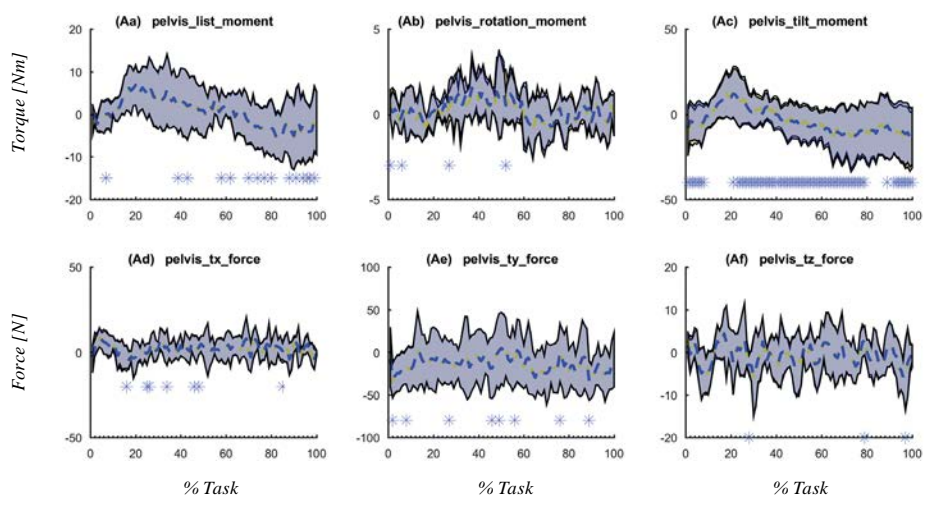 (Aa) pelvis_list_moment
(Ab) pelvis_rotation_moment
(Ac) pelvis_tilt_moment
Torque [Nm]
20
10
0
-10
-20
0 20 40 60 80 100
5
0
-5
0 20 40 60 80 100
50
0
-50
0 20 40 60 80 100
(Ad) pelvis_tx_force
(Ae) pelvis_ty_force
(Af) pelvis_tz_force
Force [N]
50
0
-50
0 20 40 60 80 100
100
50
0
-50
-100
0 20 40 60 80 100
20
10
0
-10
-20
0 20 40 60 80 100
% Task
% Task
% Task